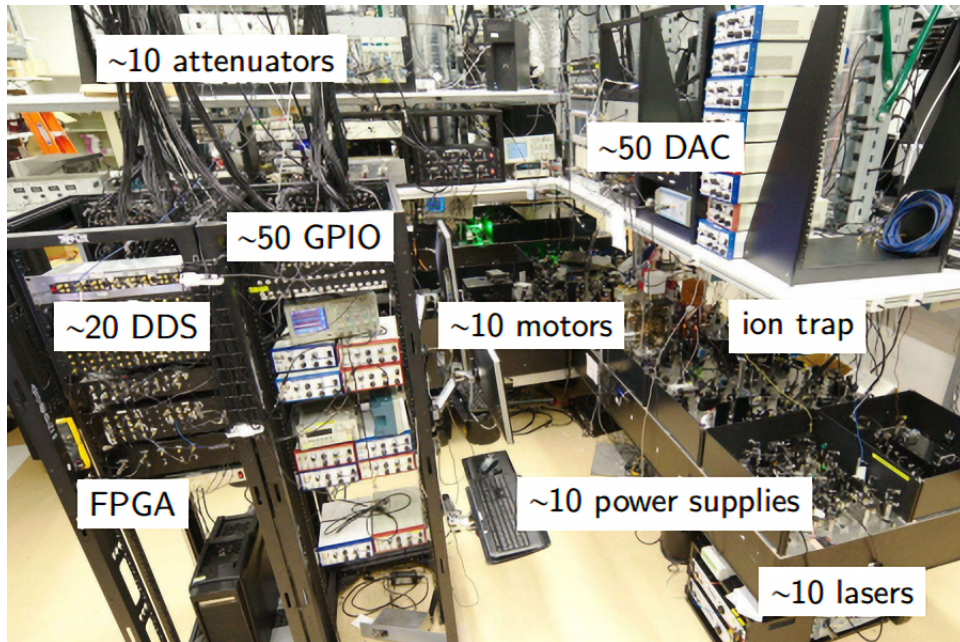 ~10 attenuators
~50 DAC
~50 GPIO
~20 DDS
~10 motors
ion trap
FPGA
~10 power supplies
~10 lasers